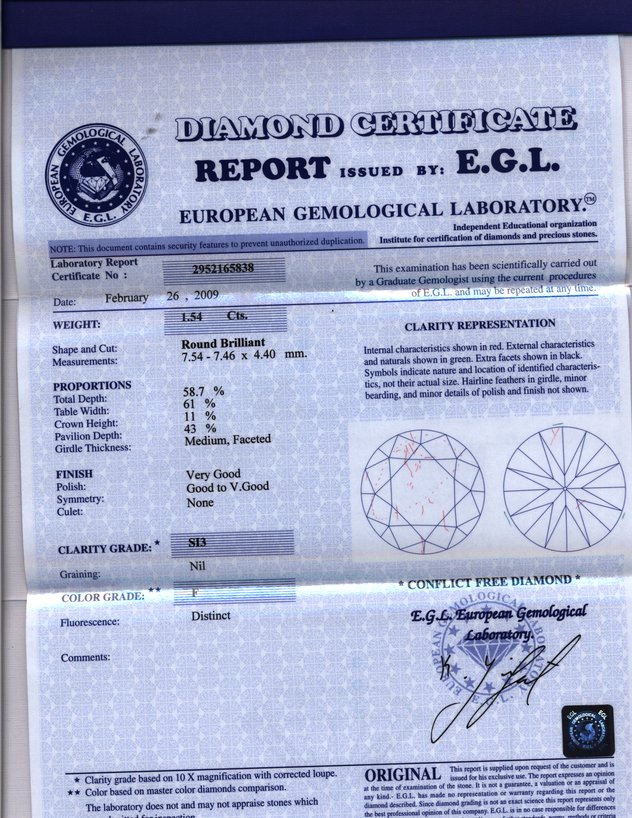 EUROPEAN GEMOLOGICAL LABORATORY
E.G.L.
DIAMOND CERTIFICATE
REPORT ISSUED BY: E.G.L.
EUROPEAN GEMOLOGICAL LABORATORY.™
Independent Educational organization
Institute for certification of diamonds and precious stones.
NOTE: This document contains security features to prevent unauthorized duplication.
Laboratory Report
Certificate No : 2952165838
Date: February 26 , 2009
WEIGHT: 1.54 Cts.
Shape and Cut: Round Brilliant
Measurements: 7.54 - 7.46 x 4.40 mm.
PROPORTIONS
Total Depth: 58.7 %
Table Width: 61 %
Crown Height: 11 %
Pavilion Depth: 43 %
Girdle Thickness: Medium, Faceted
FINISH
Polish: Very Good
Symmetry: Good to V.Good
Culet: None
CLARITY GRADE: * SI3
Graining: Nil
COLOR GRADE: ** F
Fluorescence: Distinct
Comments:
This examination has been scientifically carried out
by a Graduate Gemologist using the current procedures
of E.G.L. and may be repeated at any time.
CLARITY REPRESENTATION
Internal characteristics shown in red. External characteristics
and naturals shown in green. Extra facets shown in black.
Symbols indicate nature and location of identified characteris-
tics, not their actual size. Hairline feathers in girdle, minor
bearding, and minor details of polish and finish not shown.
* CONFLICT FREE DIAMOND *
E.G.L. European Gemological
Laboratory.
★ Clarity grade based on 10 X magnification with corrected loupe.
★★ Color based on master color diamonds comparison.
The laboratory does not and may not appraise stones which
ORIGINAL This report is supplied upon request of the customer and is
issued for his exclusive use. The report expresses an opinion
at the time of examination of the stone. It is not a guarantee, a valuation or an appraisal of
any kind.- E.G.L. has made no representation or warranty regarding this report or the
diamond described. Since diamond grading is not an exact science this report represents only
the best professional opinion of this company. E.G.L. is in no case responsible for differences